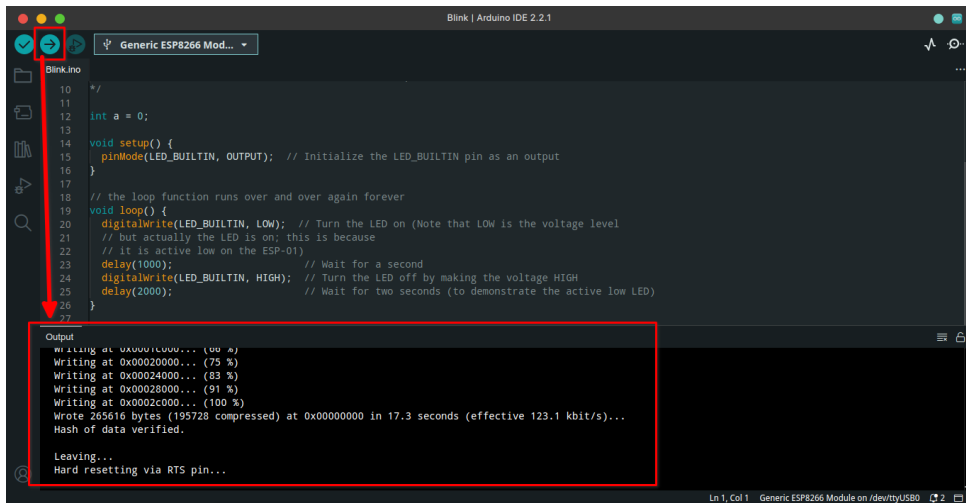 Blink | Arduino IDE 2.2.1
Generic ESP8266 Mod...
Blink.ino
10 */
11
12 int a = 0;
13
14 void setup() {
15 pinMode(LED_BUILTIN, OUTPUT); // Initialize the LED_BUILTIN pin as an output
16 }
17
18 // the loop function runs over and over again forever
19 void loop() {
20 digitalWrite(LED_BUILTIN, LOW); // Turn the LED on (Note that LOW is the voltage level
21 // but actually the LED is on; this is because
22 // it is active low on the ESP-01)
23 delay(1000); // Wait for a second
24 digitalWrite(LED_BUILTIN, HIGH); // Turn the LED off by making the voltage HIGH
25 delay(2000); // Wait for two seconds (to demonstrate the active low LED)
26 }
27
Output
Writing at 0x0001c000... (66 %)
Writing at 0x00020000... (75 %)
Writing at 0x00024000... (83 %)
Writing at 0x00028000... (91 %)
Writing at 0x0002c000... (100 %)
Wrote 265616 bytes (195728 compressed) at 0x00000000 in 17.3 seconds (effective 123.1 kbit/s)...
Hash of data verified.
Leaving...
Hard resetting via RTS pin...
Ln 1, Col 1 Generic ESP8266 Module on /dev/ttyUSB0 2